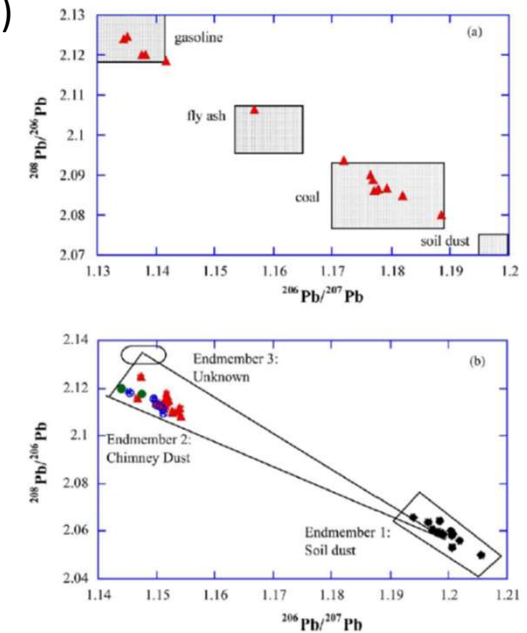 )
2.13
2.12
2.11
2.1
2.09
2.08
2.07
208Pb/206Pb
(a)
gasoline
fly ash
coal
soil dust
1.13 1.14 1.15 1.16 1.17 1.18 1.19 1.2
206Pb/207Pb
2.14
2.12
2.1
2.08
2.06
2.04
208Pb/206Pb
(b)
Endmember 3:
Unknown
Endmember 2:
Chimney Dust
Endmember 1:
Soil dust
1.14 1.15 1.16 1.17 1.18 1.19 1.2 1.21
206Pb/207Pb